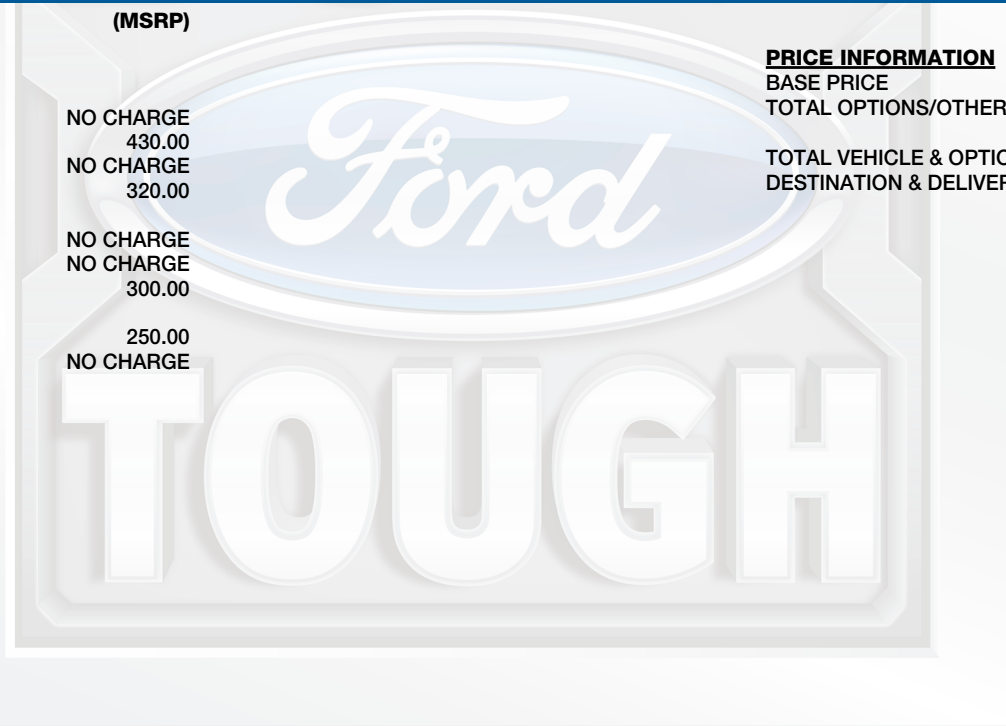 (MSRP)
NO CHARGE
430.00
NO CHARGE
320.00
NO CHARGE
NO CHARGE
300.00
250.00
NO CHARGE
PRICE INFORMATION
BASE PRICE
TOTAL OPTIONS/OTHER
TOTAL VEHICLE & OPTIO
DESTINATION & DELIVER
Ford
TOUGH